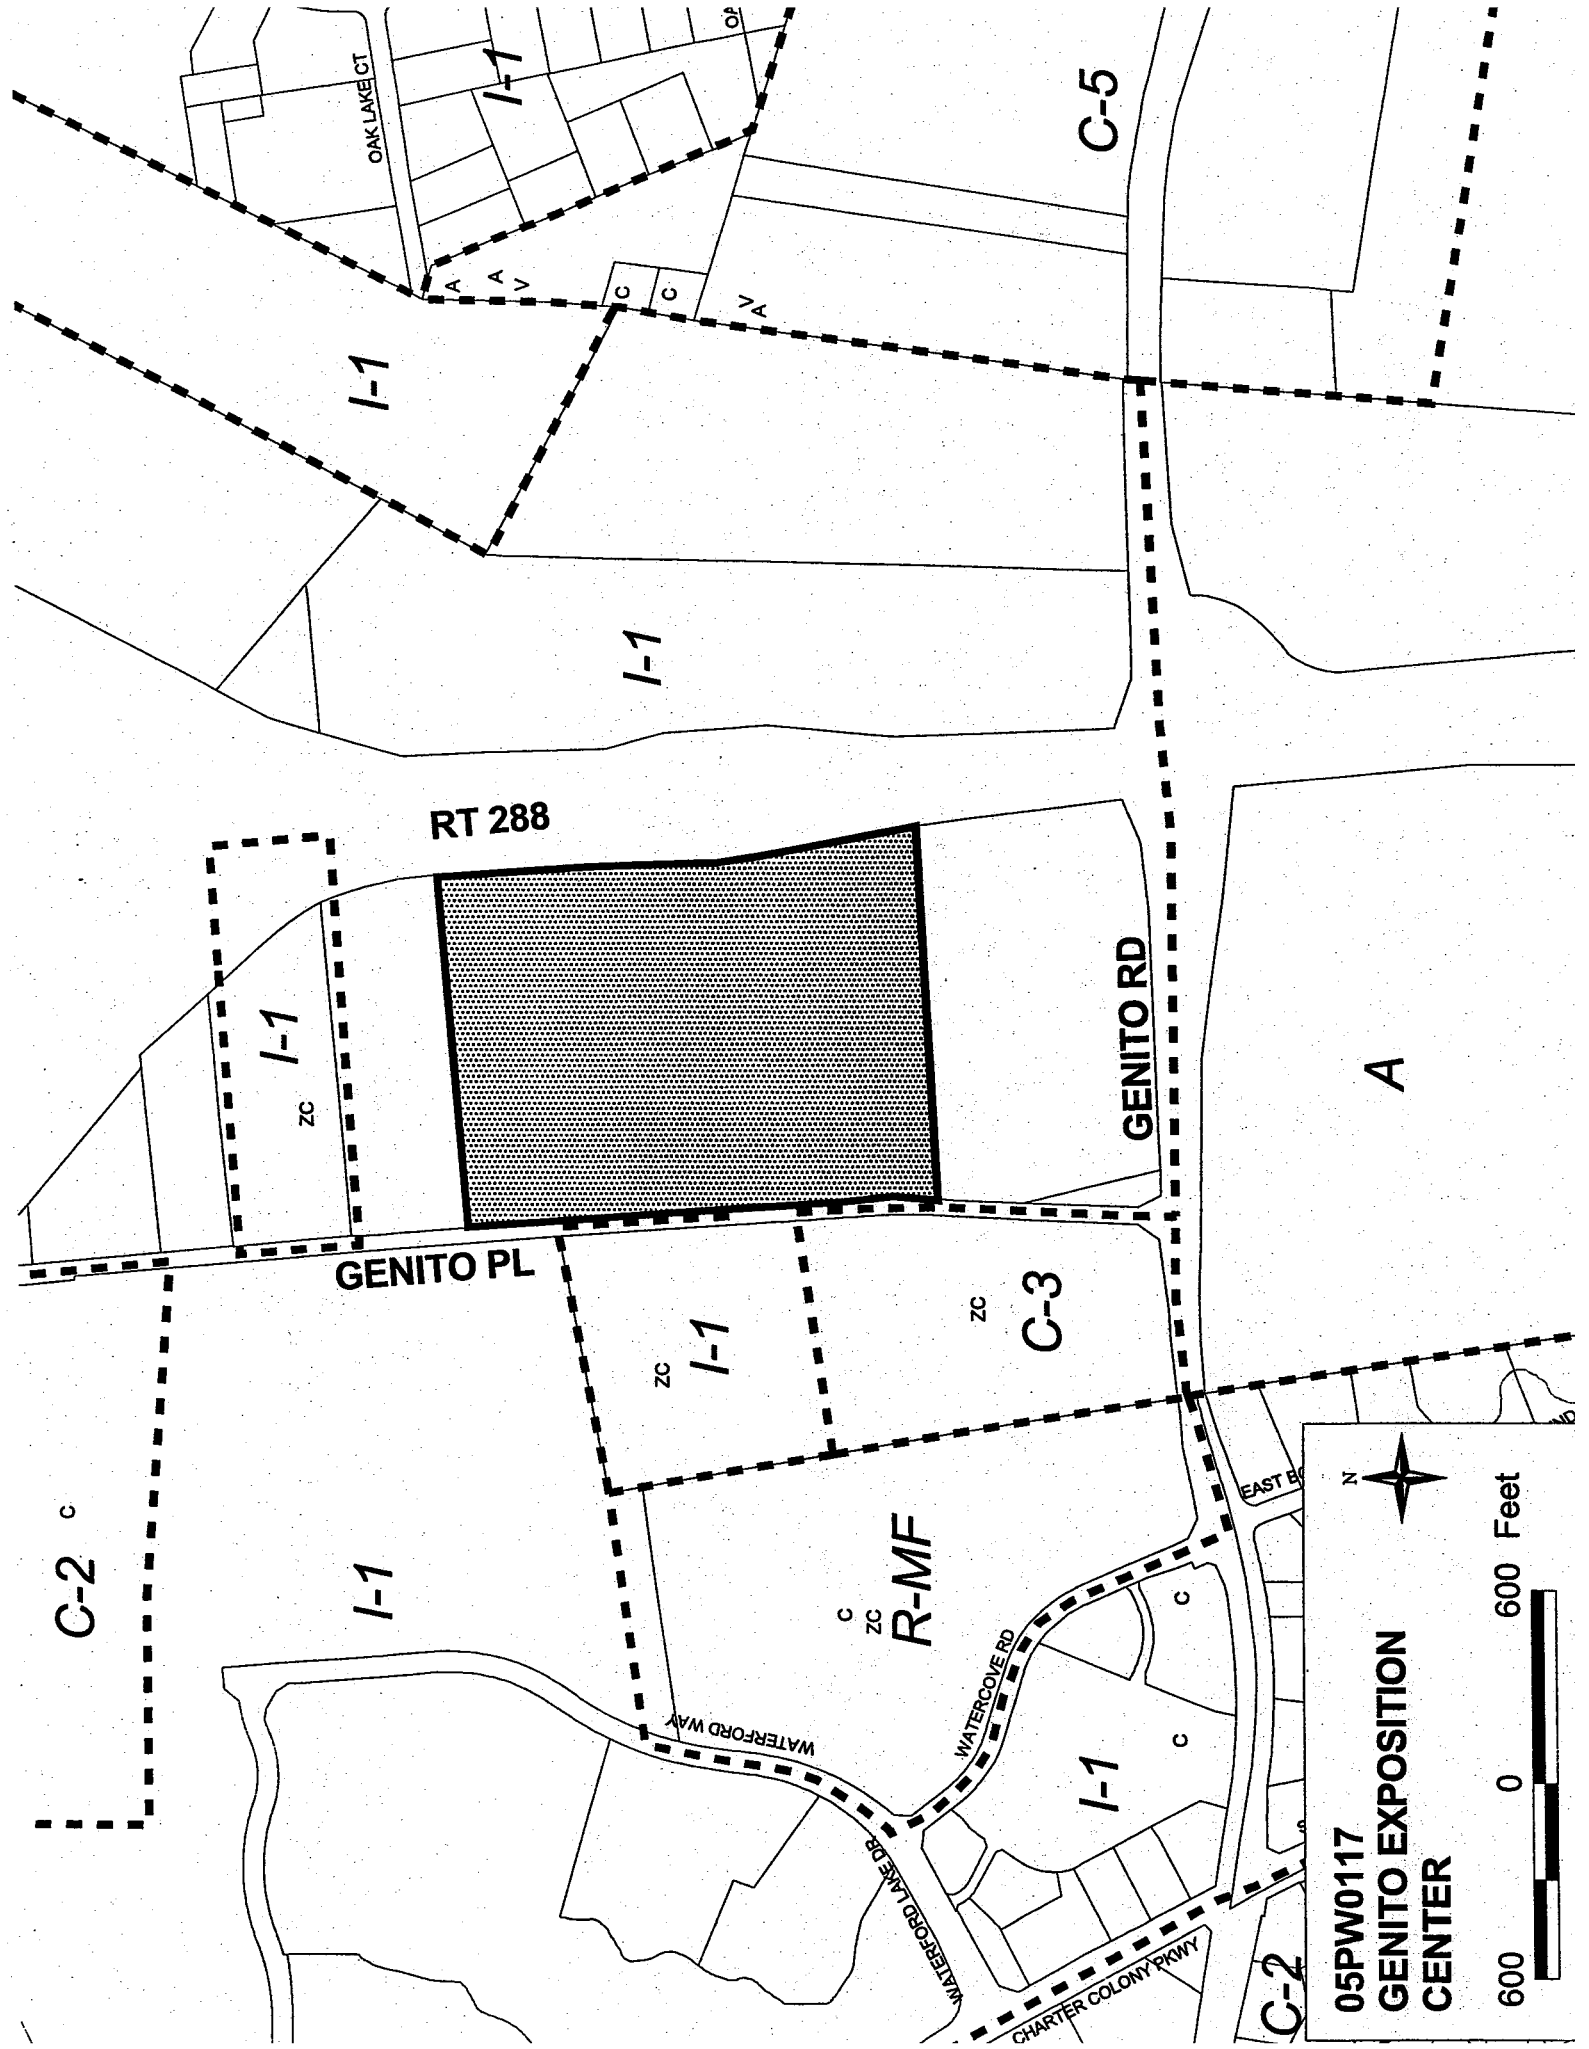 OAK LAKE CT
I-1
C-5
A
A
V
C
C
V
A
I-1
I-1
RT 288
I-1
ZC
GENITO RD
A
GENITO PL
ZC
I-1
ZC
C-3
C-2
C
I-1
C
ZC
R-MF
EAST
WATERFORD WAY
WATERCOVE RD
C
C
I-1
WATERFORD LAKE DR
WATERFORD
CHARTER COLONY PKWY
C-2
05PW0117
GENITO EXPOSITION
CENTER
N
600 0 600 Feet